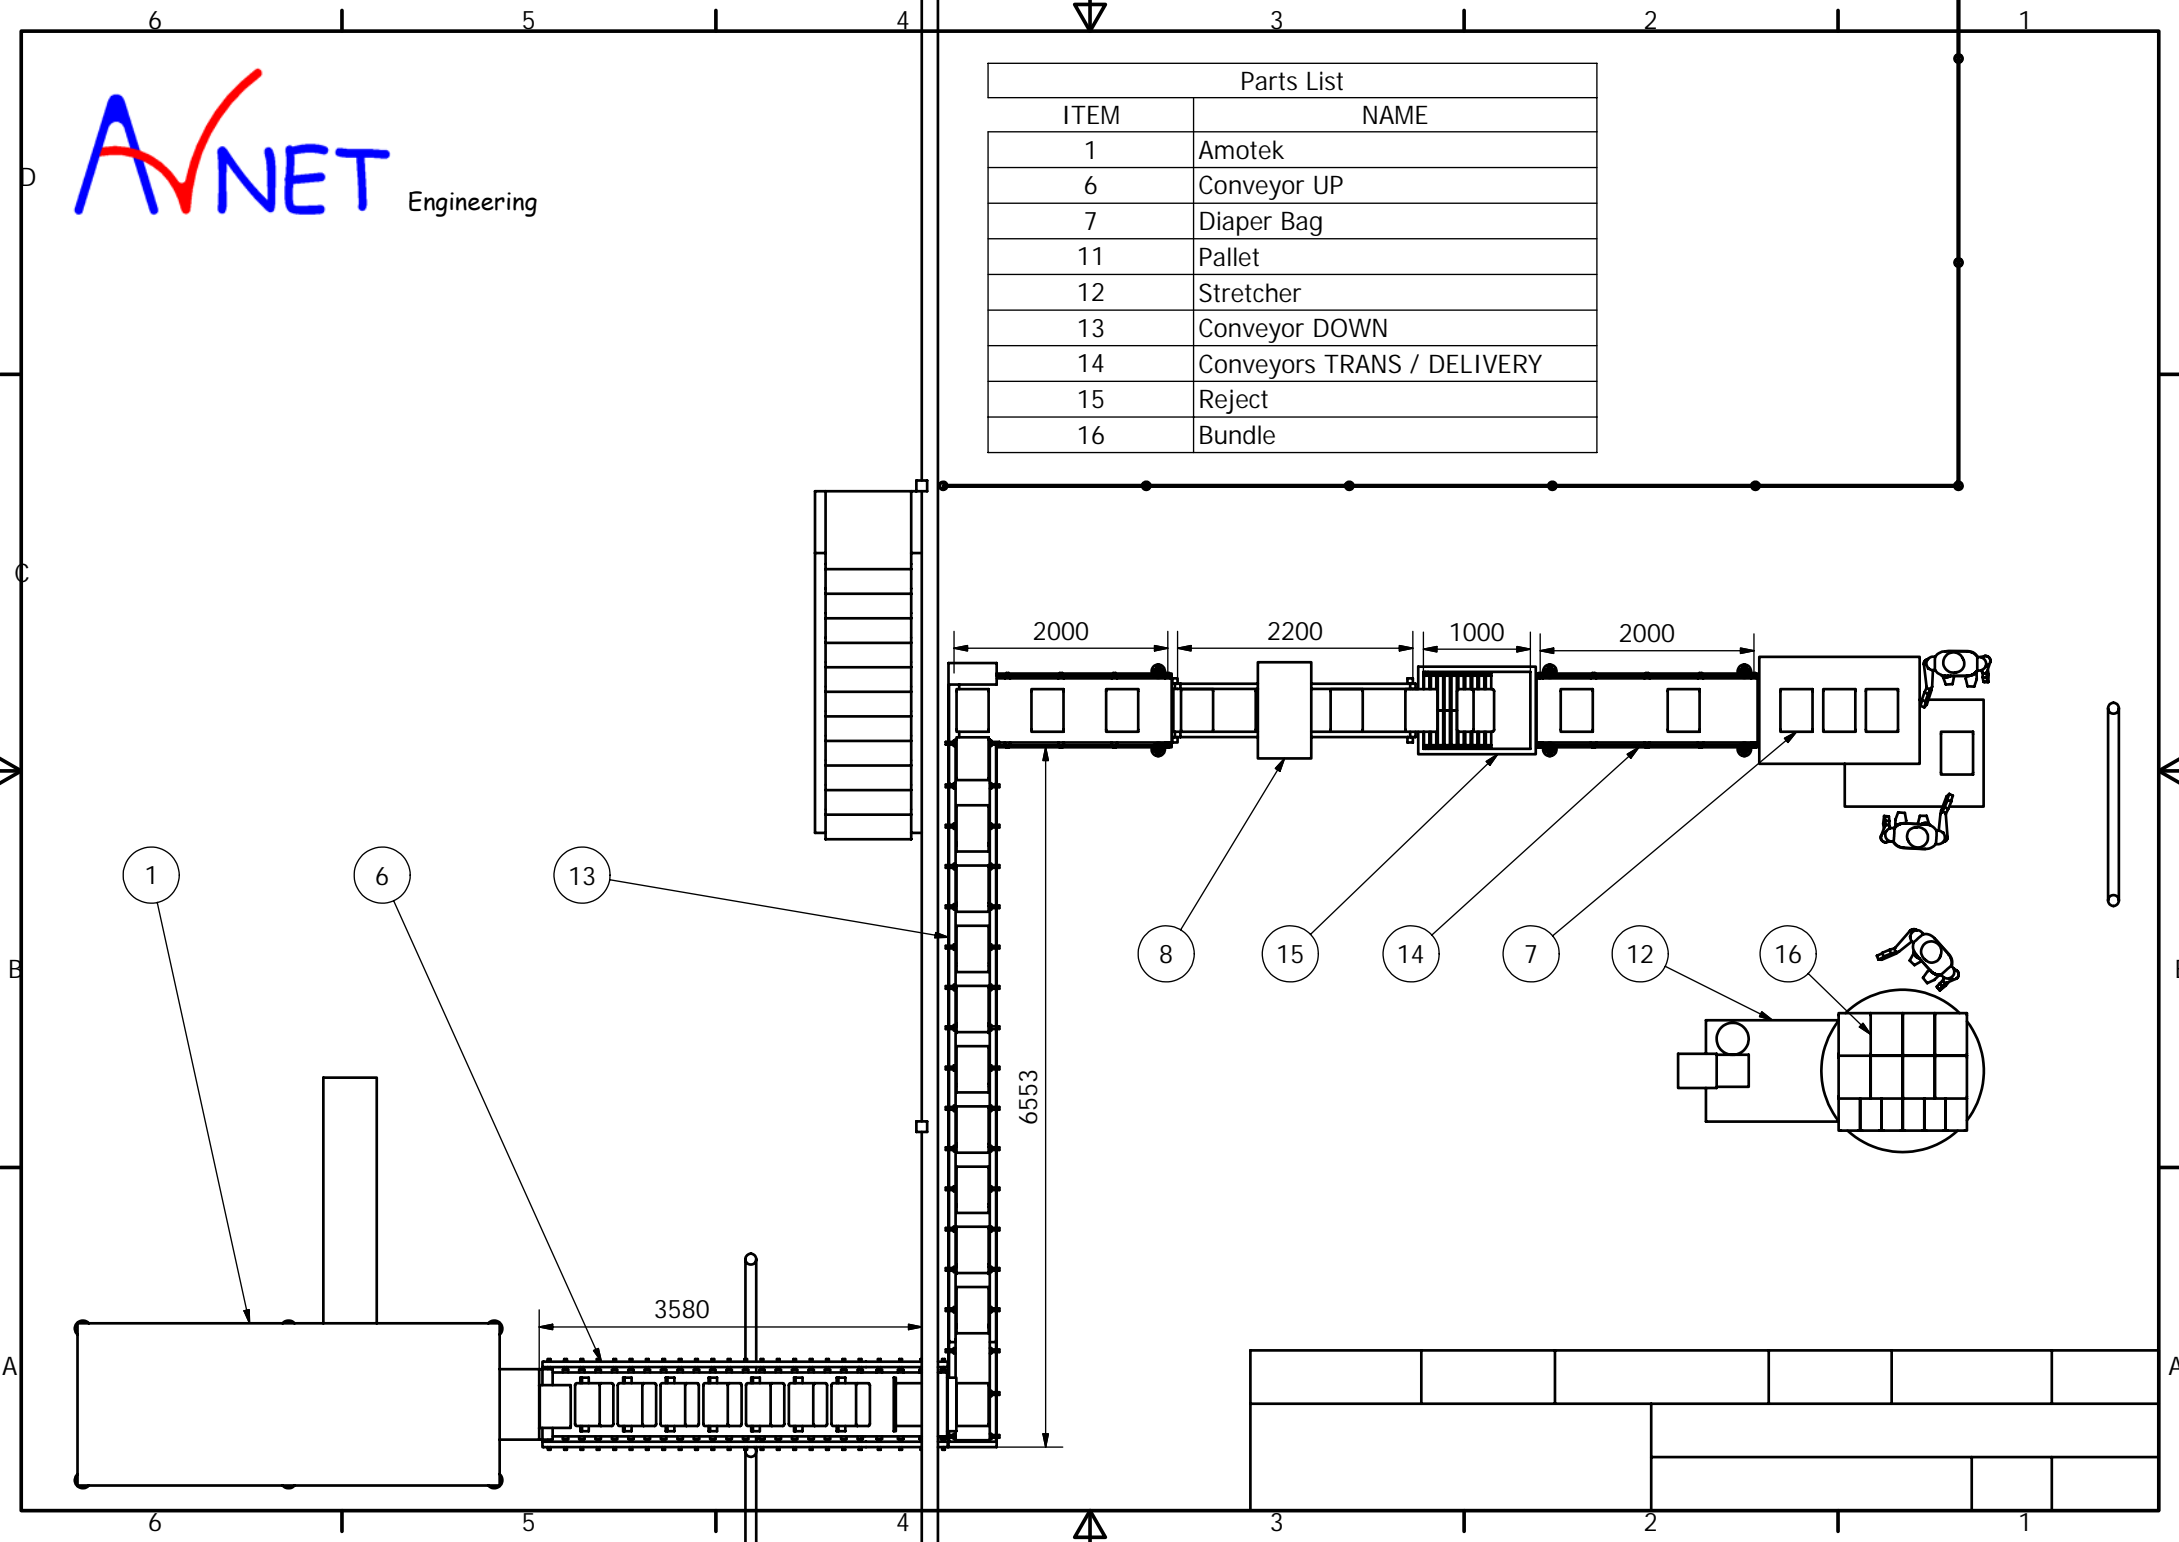 6 5 4 3 2 1
AVNET Engineering
Parts List
ITEM NAME
1 Amotek
6 Conveyor UP
7 Diaper Bag
11 Pallet
12 Stretcher
13 Conveyor DOWN
14 Conveyors TRANS / DELIVERY
15 Reject
16 Bundle
D
C
2000 2200 1000 2000
1 6 13
8 15 14 7 12 16
B
6553
3580
A A
6 5 4 3 2 1